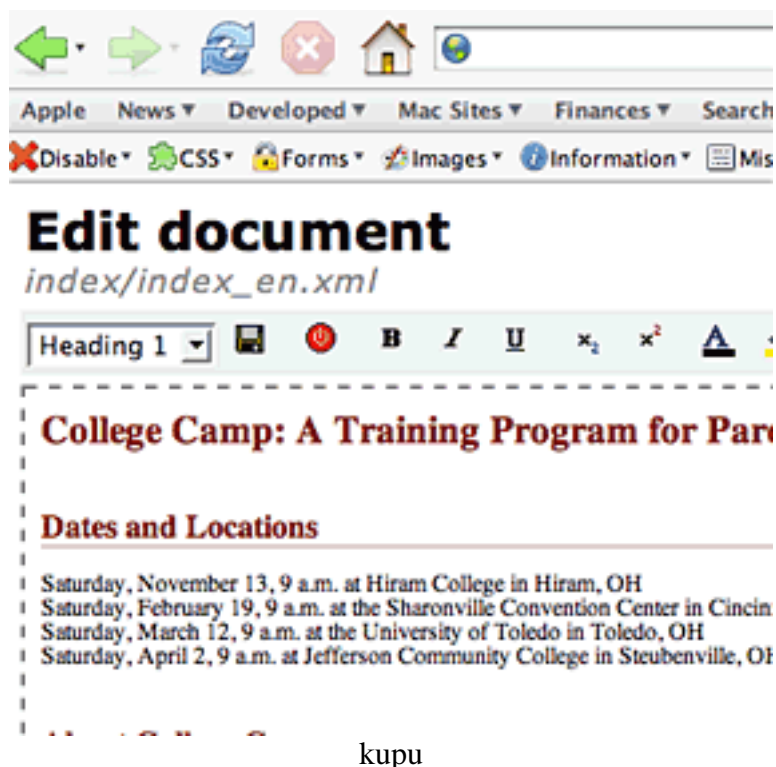 Apple News Developed Mac Sites Finances Search
Disable CSS Forms Images Information
Edit document
index/index_en.xml
Heading 1 B I U x₂ x² A
College Camp: A Training Program for
Dates and Locations
Saturday, November 13, 9 a.m. at Hiram College in Hiram, OH
Saturday, February 19, 9 a.m. at the Sharonville Convention Center in
Saturday, March 12, 9 a.m. at the University of Toledo in Toledo, OH
Saturday, April 2, 9 a.m. at Jefferson Community College in Steubenville, OH
kupu